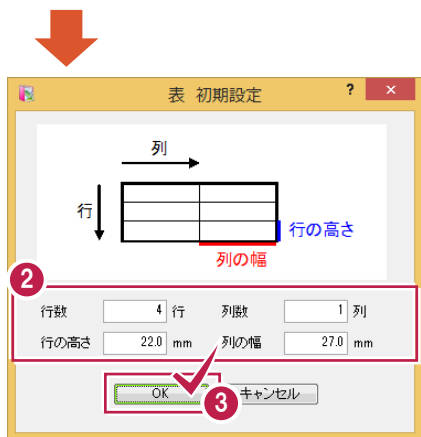 表 初期設定 ? ×
列
行
行の高さ
列の幅
2
行数 4 行 列数 1 列
行の高さ 22.0 mm 列の幅 27.0 mm
OK キャンセル
3